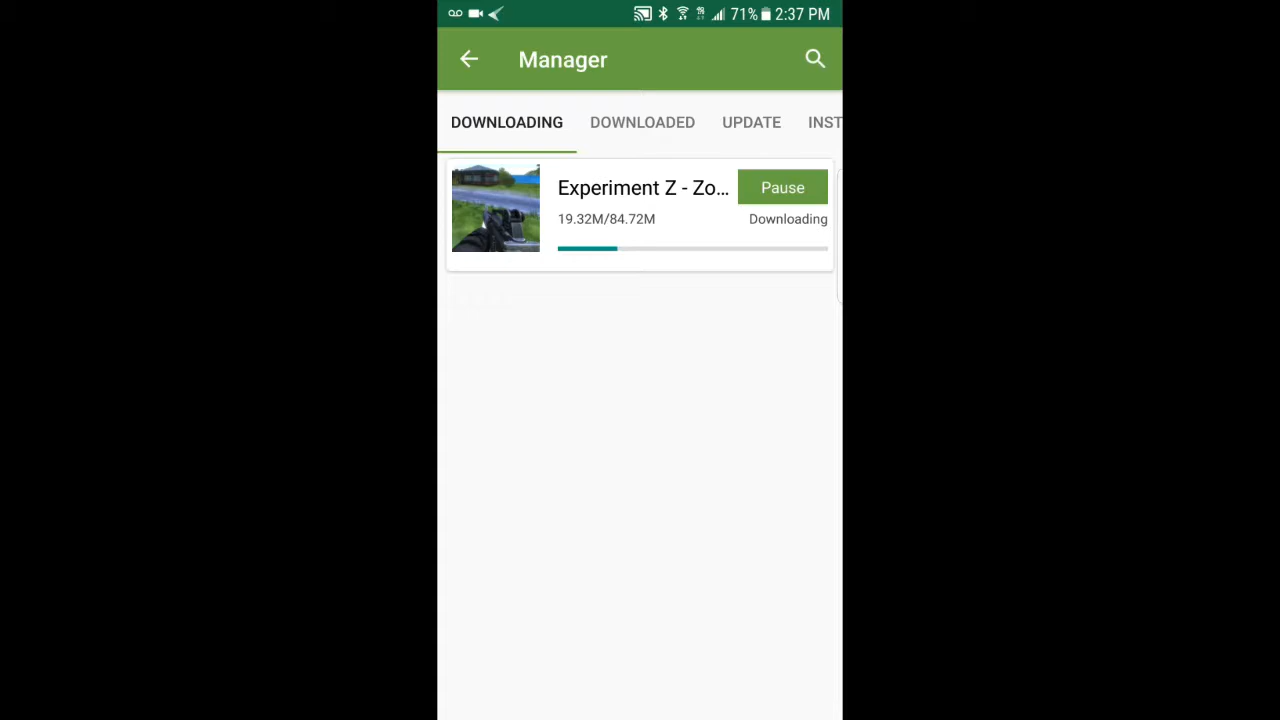 71% 2:37 PM
Manager
DOWNLOADING DOWNLOADED UPDATE INST
Experiment Z - Zo... Pause
19.32M/84.72M Downloading